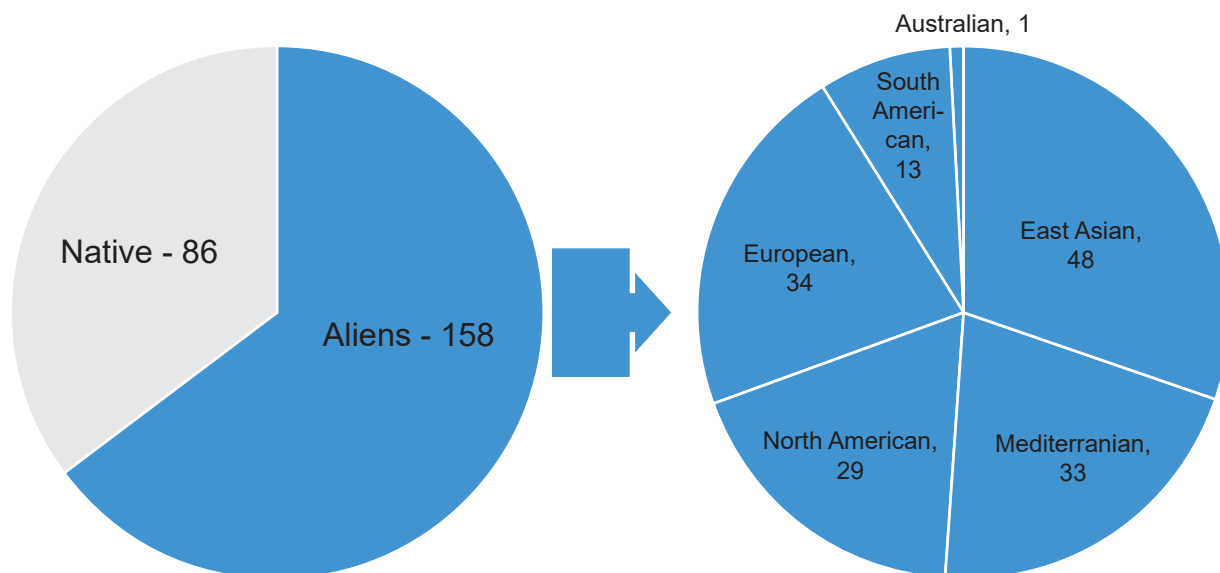 Native - 86
Aliens - 158
Australian, 1
South
Ameri-
can,
13
East Asian,
48
European,
34
North American,
29
Mediterranian,
33